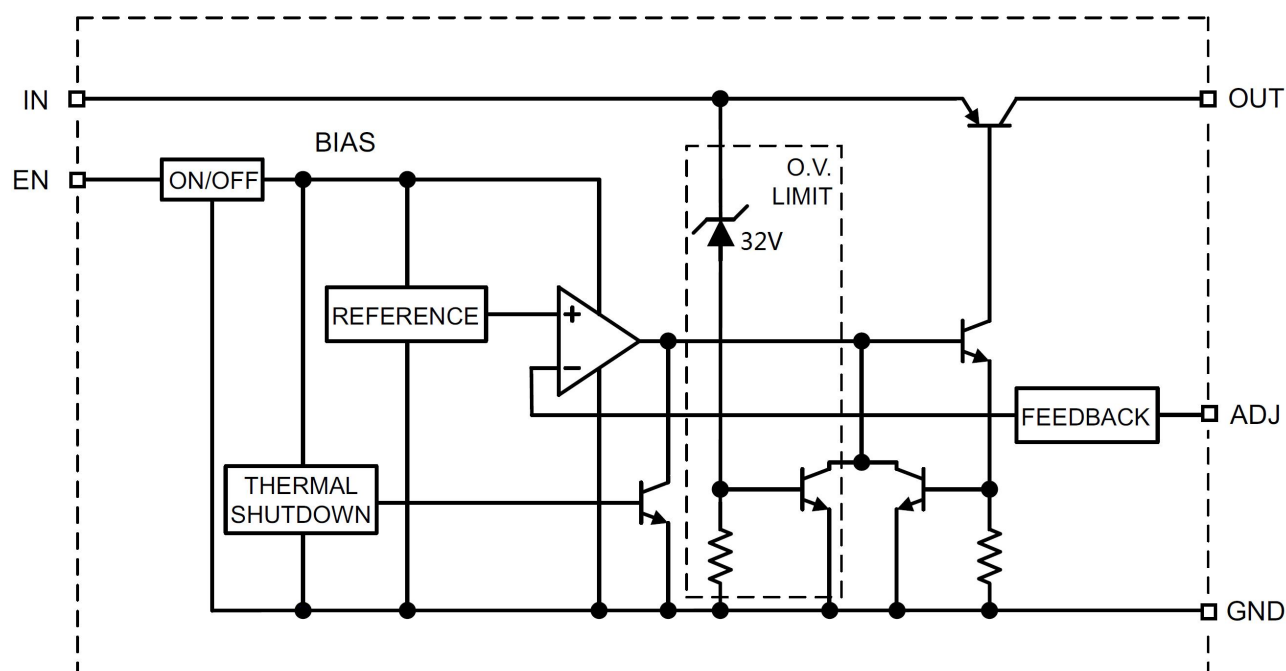 IN
OUT
BIAS
EN
ON/OFF
O.V.
LIMIT
32V
REFERENCE
+
−
FEEDBACK
ADJ
THERMAL
SHUTDOWN
GND